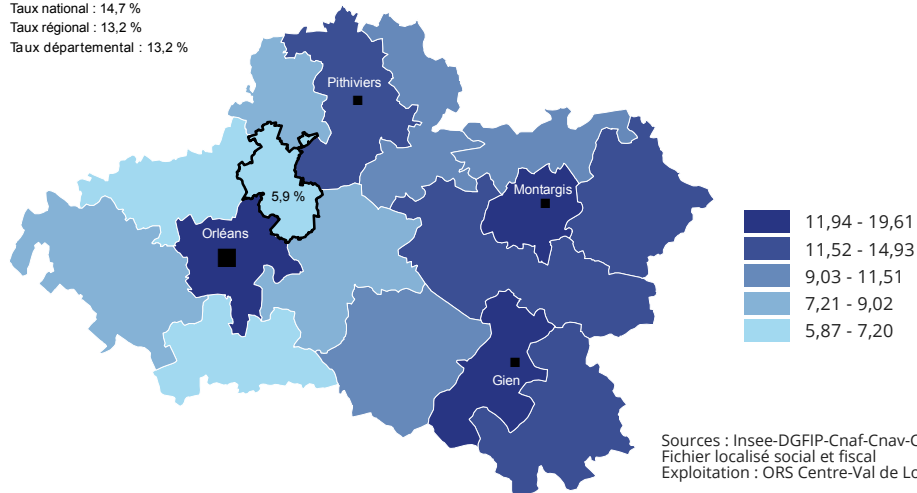 Taux national : 14,7 %
Taux régional : 13,2 %
Taux départemental : 13,2 %
Pithiviers
5,9 %
Montargis
Orléans
Gien
11,94 - 19,61
11,52 - 14,93
9,03 - 11,51
7,21 - 9,02
5,87 - 7,20
Sources : Insee-DGFIP-Cnaf-Cnav-C
Fichier localisé social et fiscal
Exploitation : ORS Centre-Val de Lo